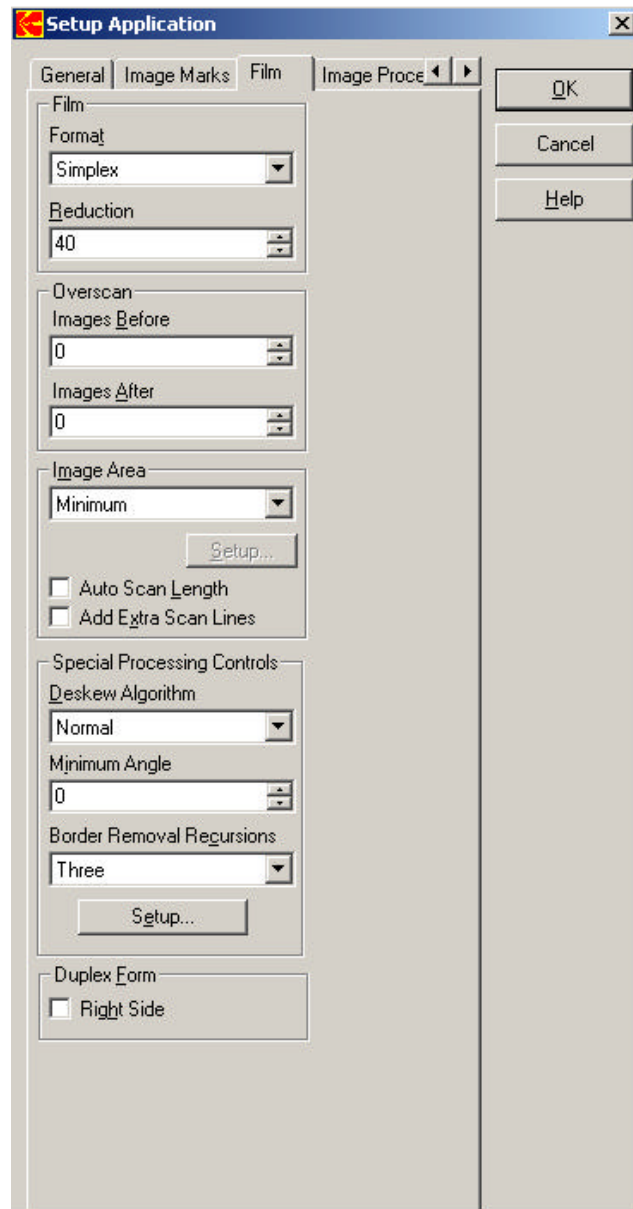 Setup Application
General Image Marks Film Image Proce
OK
Cancel
Help
Film
Format
Simplex
Reduction
40
Overscan
Images Before
0
Images After
0
Image Area
Minimum
Setup...
Auto Scan Length
Add Extra Scan Lines
Special Processing Controls
Deskew Algorithm
Normal
Minimum Angle
0
Border Removal Recursions
Three
Setup...
Duplex Form
Right Side